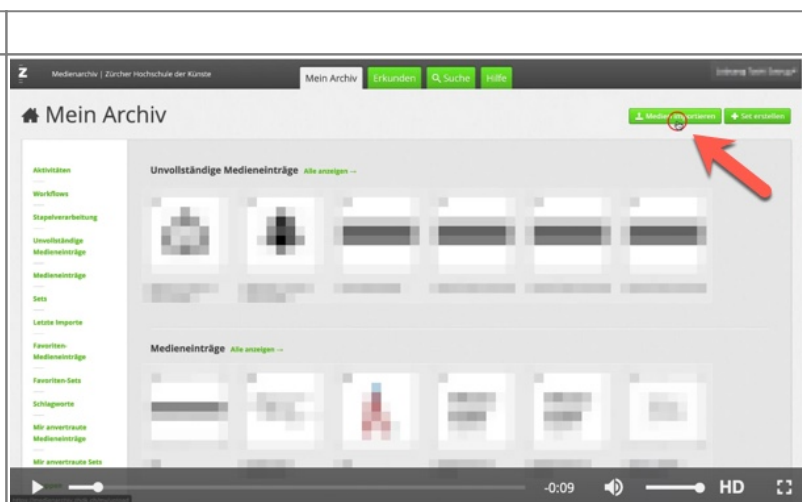 Z
Medienarchiv | Zürcher Hochschule der Künste
Mein Archiv
Erkunden
Suche
Hilfe
Mein Archiv
Medien importieren
Set erstellen
Aktivitäten
Workflows
Stapelverarbeitung
Unvollständige
Medieneinträge
Medieneinträge
Sets
Letzte Importe
Favoriten-
Medieneinträge
Favoriten-Sets
Schlagworte
Mir anvertraute
Medieneinträge
Mir anvertraute Sets
Unvollständige Medieneinträge Alle anzeigen
Medieneinträge Alle anzeigen
-0:09
HD